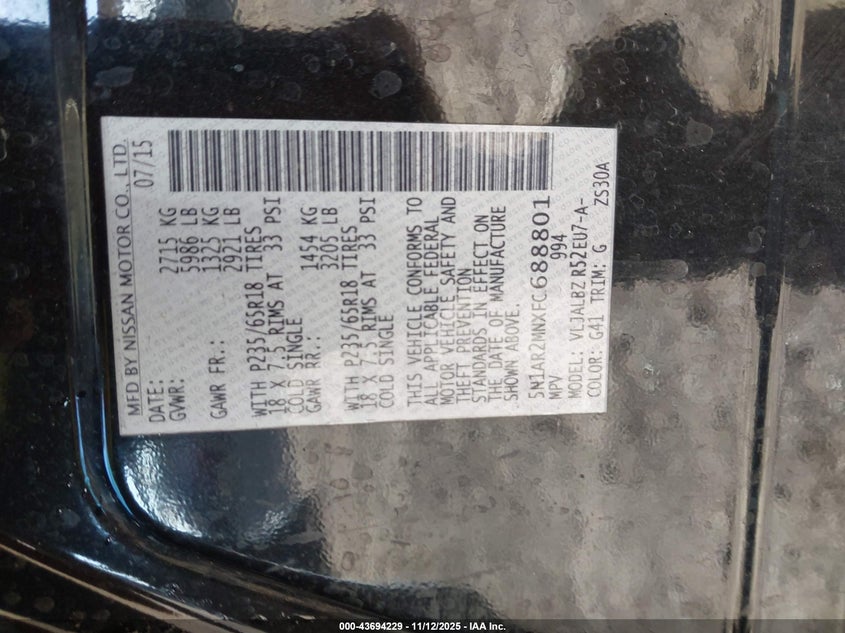 MFD BY NISSAN MOTOR CO., LTD.
DATE: 07/15
GVWR: 2715 KG
5986 LB
GAWR FR.: 1325 KG
2921 LB
WITH P235/65R18 TIRES
18 X 7.5 RIMS AT 33 PSI
COLD SINGLE
GAWR RR.: 1454 KG
3205 LB
WITH P235/65R18 TIRES
18 X 7.5 RIMS AT 33 PSI
COLD SINGLE
THIS VEHICLE CONFORMS TO
ALL APPLICABLE FEDERAL
MOTOR VEHICLE SAFETY AND
THEFT PREVENTION
STANDARDS IN EFFECT ON
THE DATE OF MANUFACTURE
SHOWN ABOVE.
5N1AR2MNXFC688801
MPV 994
MODEL: VLJALBZ R52EU7-A-
COLOR: G41 TRIM: G ZS30A
000-43694229 - 11/12/2025 - IAA Inc.